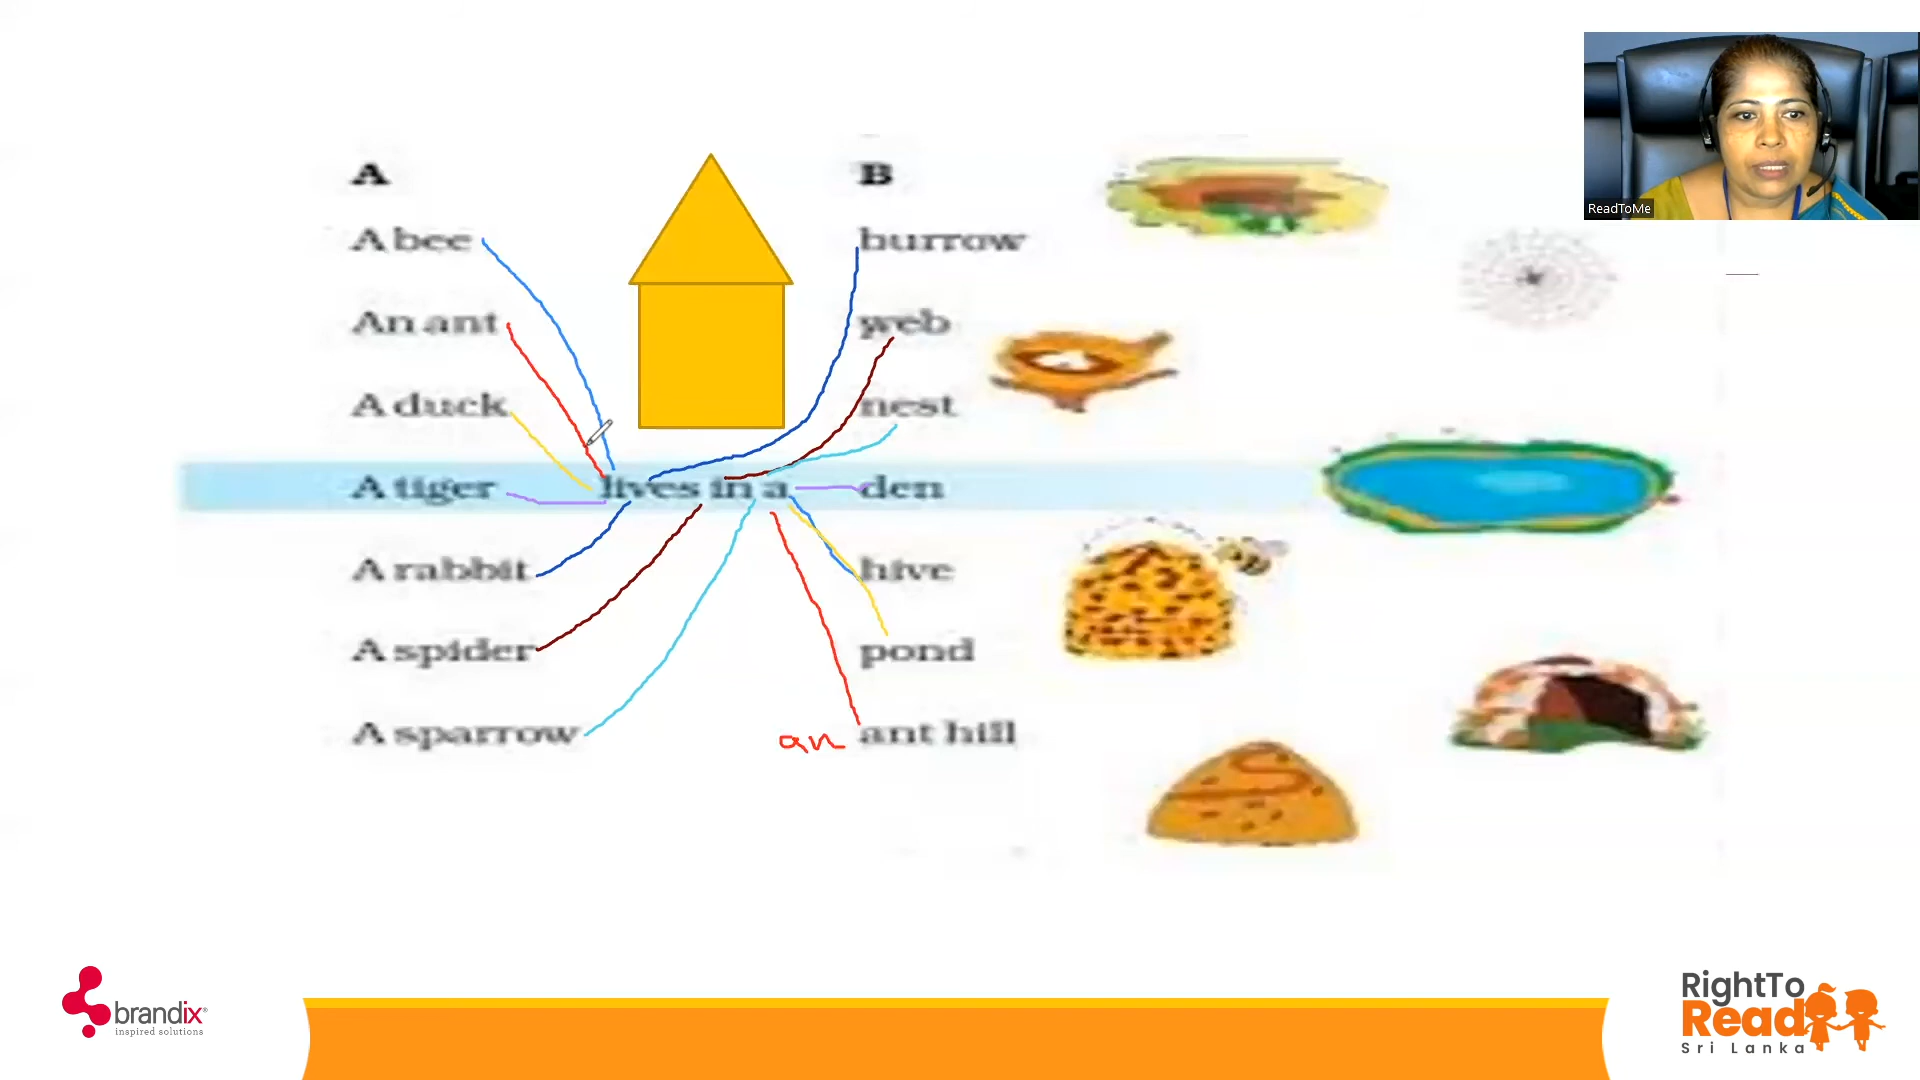 A B
A bee burrow
An ant web
A duck nest
A tiger lives in a den
A rabbit hive
A spider pond
A sparrow an ant hill
ReadToMe
brandix
inspired solutions
RightTo
Read
Sri Lanka